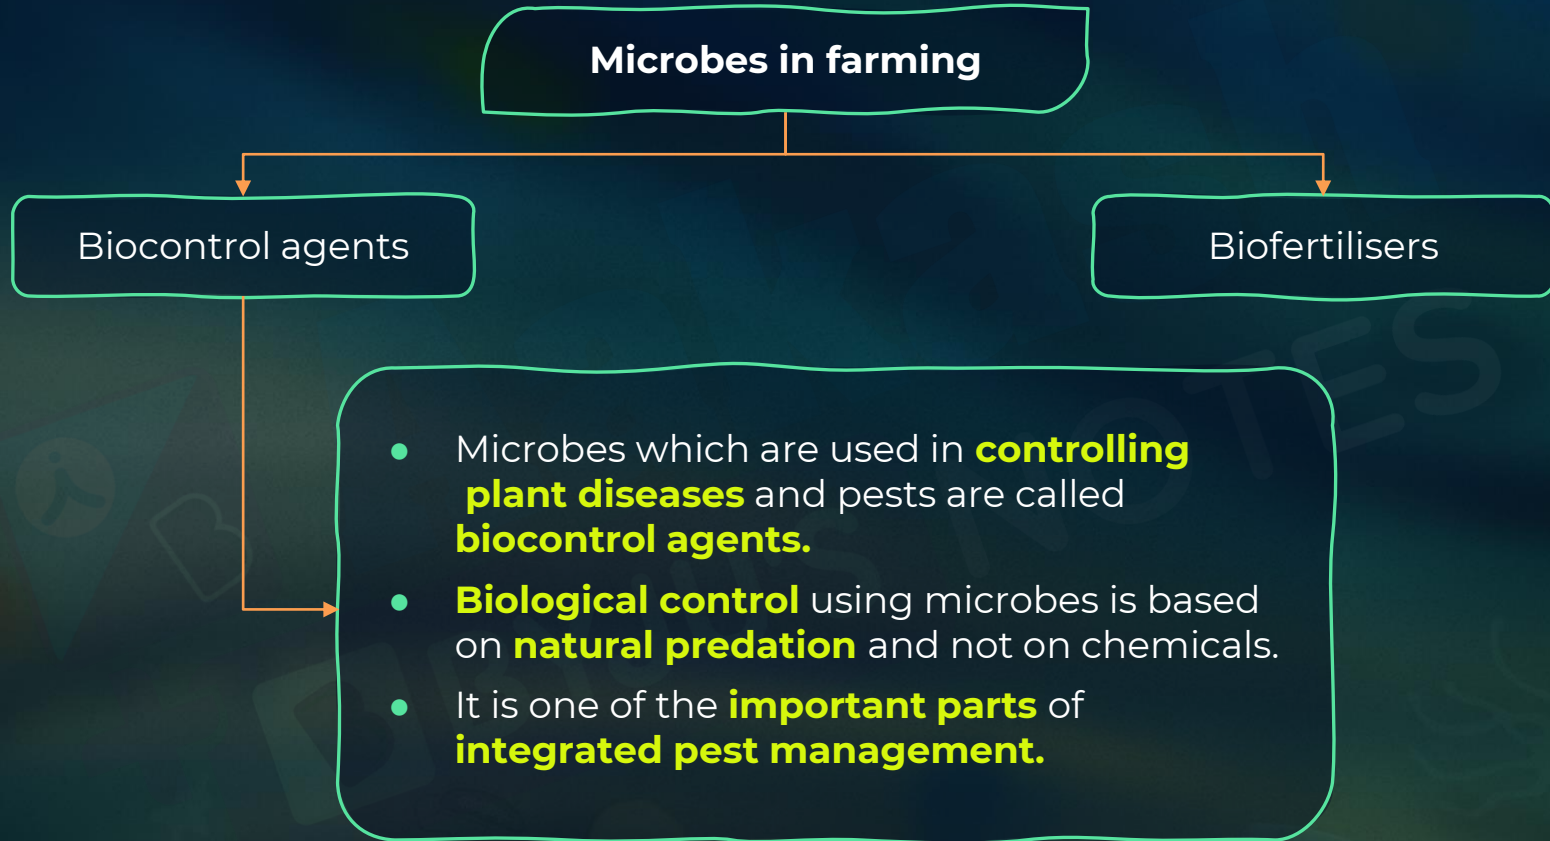 Microbes in farming
Biocontrol agents
Biofertilisers
● Microbes which are used in controlling
plant diseases and pests are called
biocontrol agents.
● Biological control using microbes is based
on natural predation and not on chemicals.
● It is one of the important parts of
integrated pest management.
BYJU'S NOTES